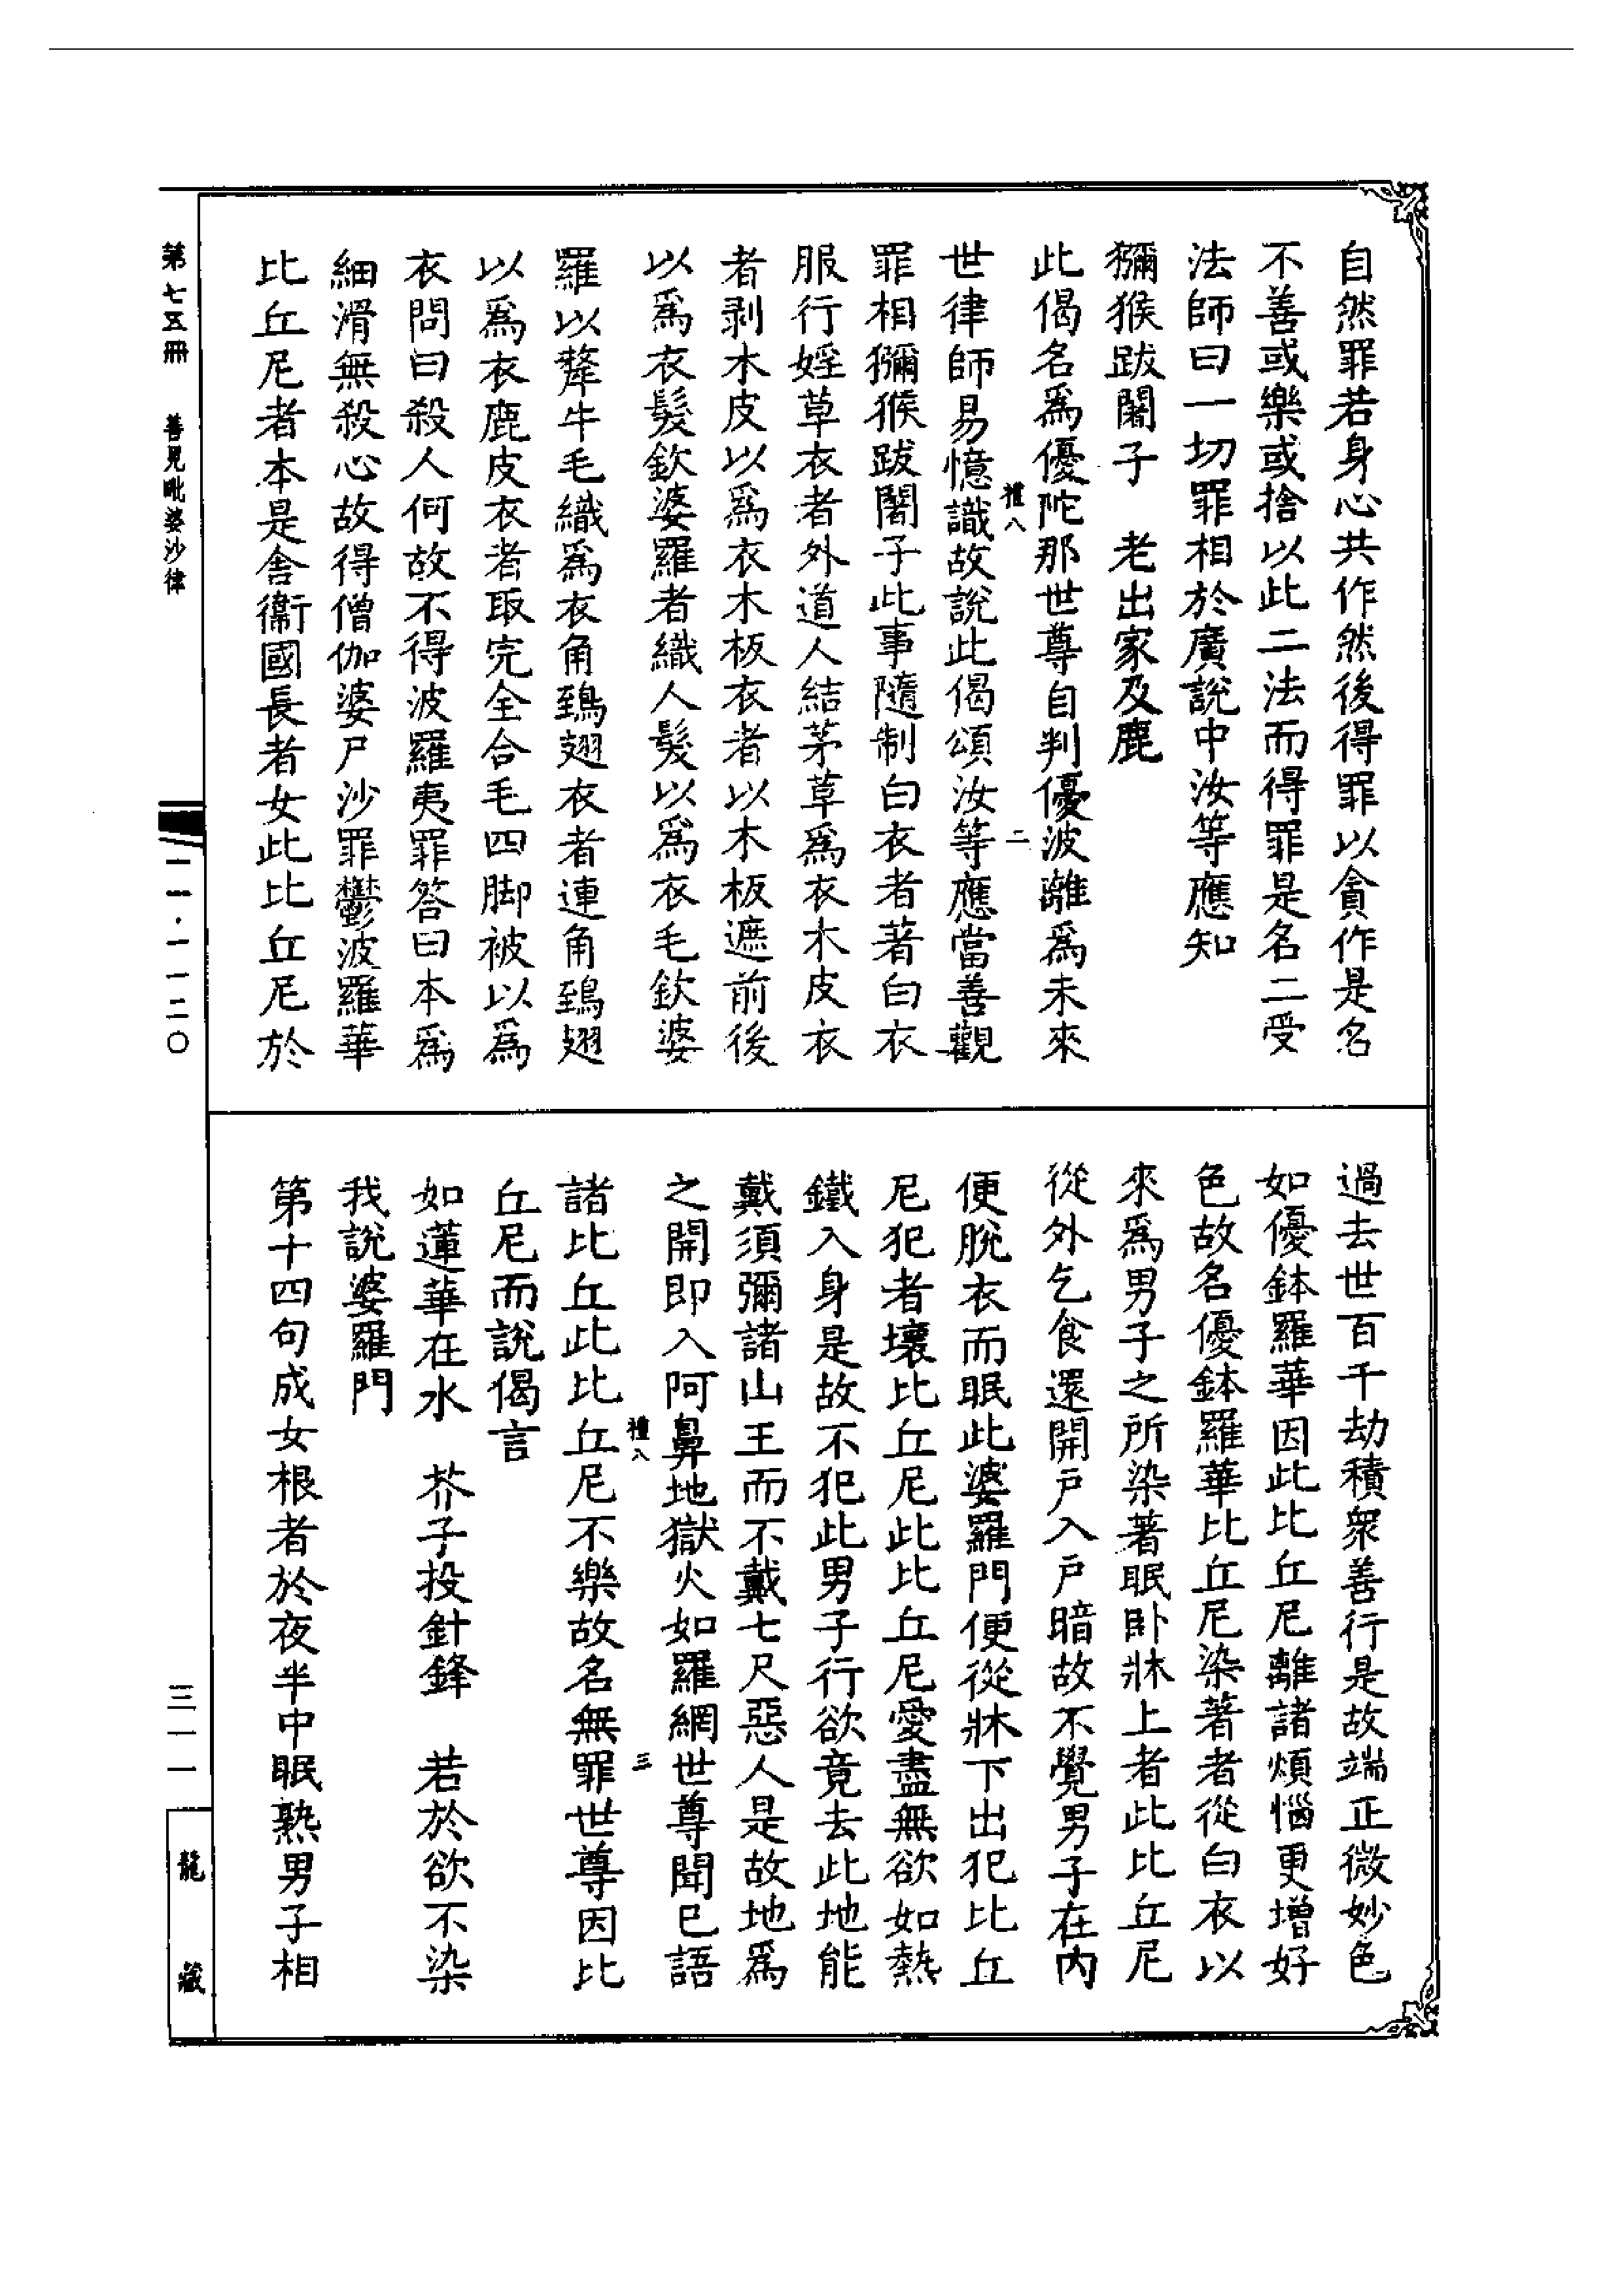 自然罪若身心共作然後得罪以貪作是名
不善或樂或捨以此二法而得罪是名二受
法師曰一切罪相於廣說中汝等應知
獼猴跋闍子　老出家及鹿
此偈名爲優陀那世尊自判優波離爲未來
禮八　二
世律師易憶識故說此偈頌汝等應當善觀
罪相獼猴跋闍子此事隨制白衣者著白衣
服行婬草衣者外道人結茅草爲衣木皮衣
者剥木皮以爲衣木板衣者以木板遮前後
以爲衣髮欽婆羅者織人髮以爲衣毛欽婆
羅以犛牛毛織爲衣角鵄翅衣者連角鵄翅
以爲衣鹿皮衣者取完全合毛四脚被以爲
衣問曰殺人何故不得波羅夷罪答曰本爲
細滑無殺心故得僧伽婆尸沙罪鬱波羅華
比丘尼者本是舍衞國長者女此比丘尼於
過去世百千劫積衆善行是故端正微妙色
如優鉢羅華因此比丘尼離諸煩惱更增好
色故名優鉢羅華比丘尼染著者從白衣以
來爲男子之所染著眠卧牀上者此比丘尼
從外乞食還開戸入戸暗故不覺男子在內
便脫衣而眠此婆羅門便從牀下出犯比丘
尼犯者壞比丘尼此比丘尼愛盡無欲如熱
鐵入身是故不犯此男子行欲竟去此地能
戴須彌諸山王而不戴七尺惡人是故地爲
之開即入阿鼻地獄火如羅網世尊聞已語
禮八　三
諸比丘此比丘尼不樂故名無罪世尊因比
丘尼而說偈言
如蓮華在水　芥子投針鋒　若於欲不染
我說婆羅門
第十四句成女根者於夜半中眠熟男子相
第七五冊　善見毗婆沙律
一一·一一二〇
三一一
龍藏